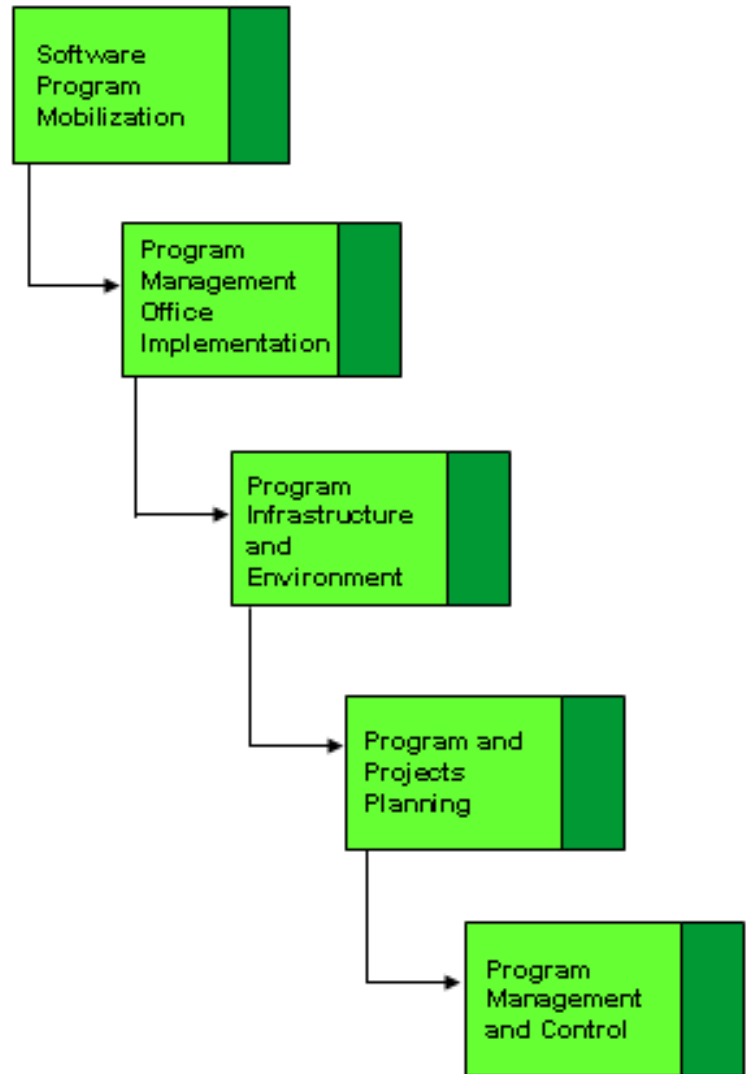 Software
Program
Mobilization
Program
Management
Office
Implementation
Program
Infrastructure
and
Environment
Program and
Projects
Planning
Program
Management
and Control